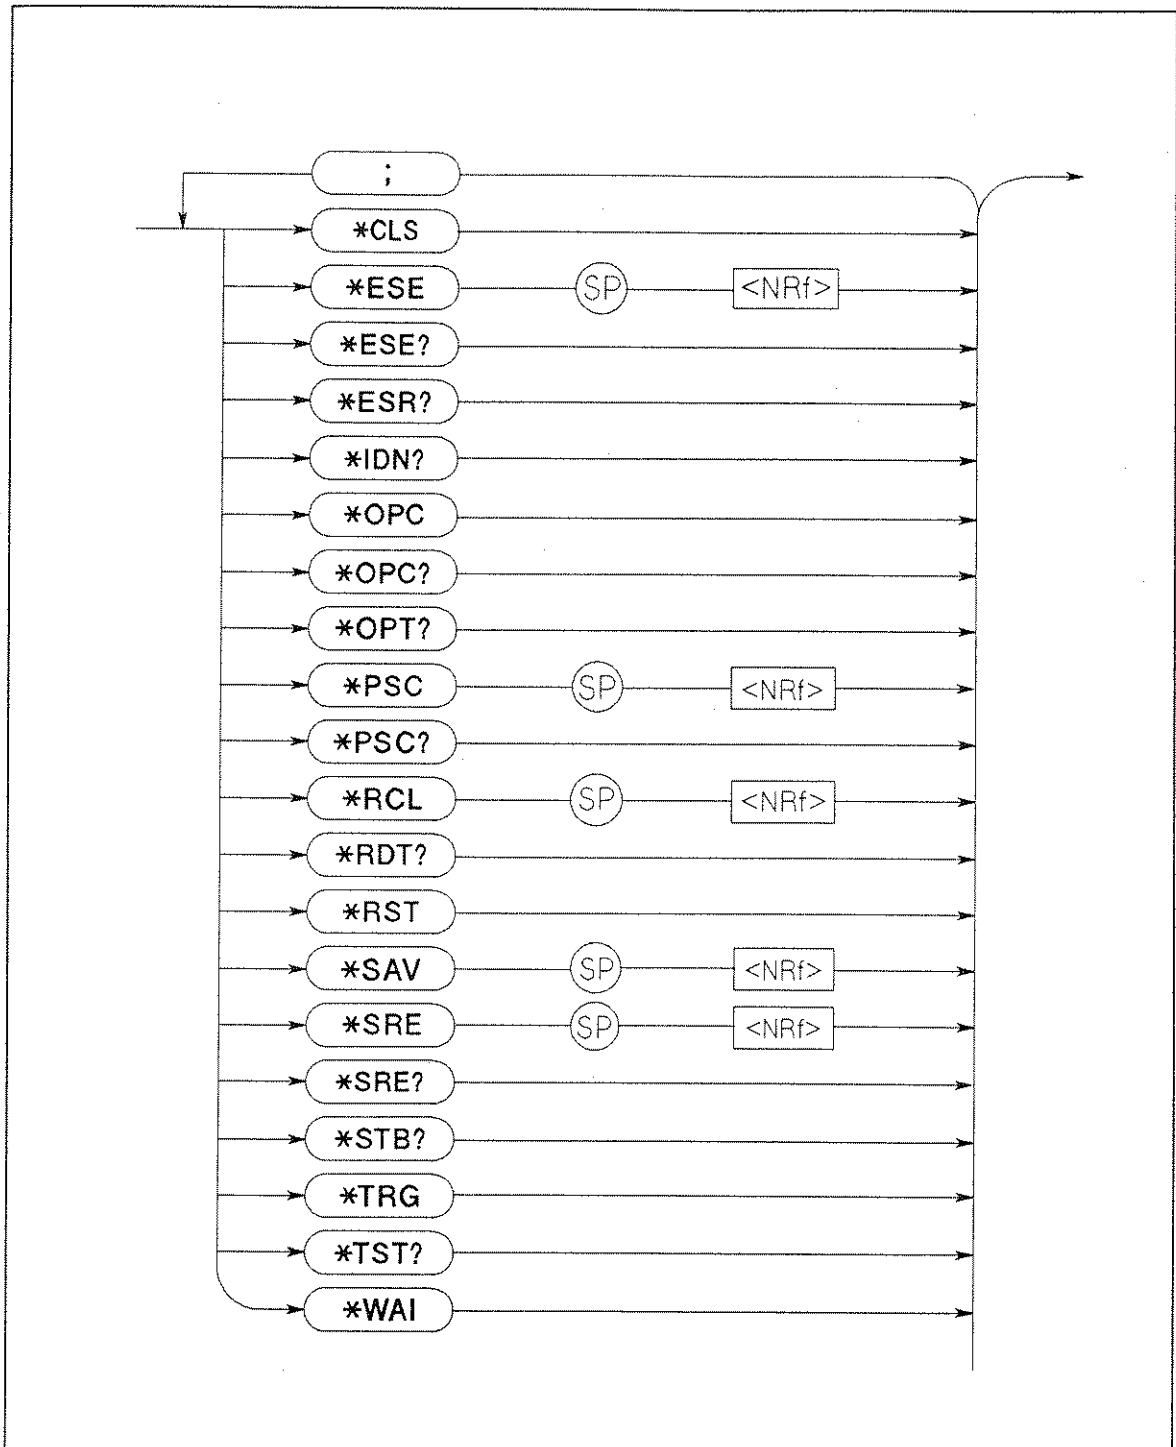 ;
*CLS
*ESE SP <NRf>
*ESE?
*ESR?
*IDN?
*OPC
*OPC?
*OPT?
*PSC SP <NRf>
*PSC?
*RCL SP <NRf>
*RDT?
*RST
*SAV SP <NRf>
*SRE SP <NRf>
*SRE?
*STB?
*TRG
*TST?
*WAI